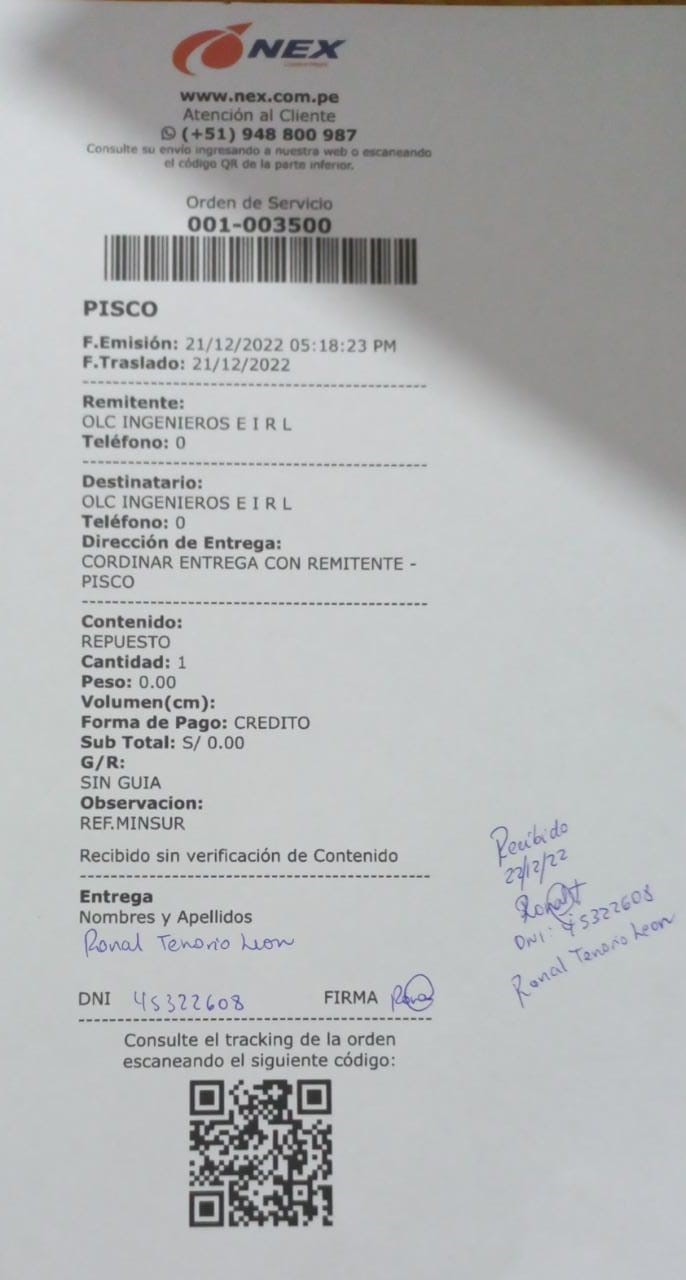 NEX
www.nex.com.pe
Atención al Cliente
(+51) 948 800 987
Consulte su envío ingresando a nuestra web o escaneando
el código QR de la parte inferior.
Orden de Servicio
001-003500
PISCO
F.Emisión: 21/12/2022 05:18:23 PM
F.Traslado: 21/12/2022
Remitente:
OLC INGENIEROS E I R L
Teléfono: 0
Destinatario:
OLC INGENIEROS E I R L
Teléfono: 0
Dirección de Entrega:
CORDINAR ENTREGA CON REMITENTE -
PISCO
Contenido:
REPUESTO
Cantidad: 1
Peso: 0.00
Volumen(cm):
Forma de Pago: CREDITO
Sub Total: S/ 0.00
G/R:
SIN GUIA
Observacion:
REF.MINSUR
Recibido sin verificación de Contenido
Entrega
Nombres y Apellidos
Ronal Tenorio Leon
DNI 45322608 FIRMA
Consulte el tracking de la orden
escaneando el siguiente código:
Recibido
22/12/22
DNI: 45322608
Ronal Tenorio Leon